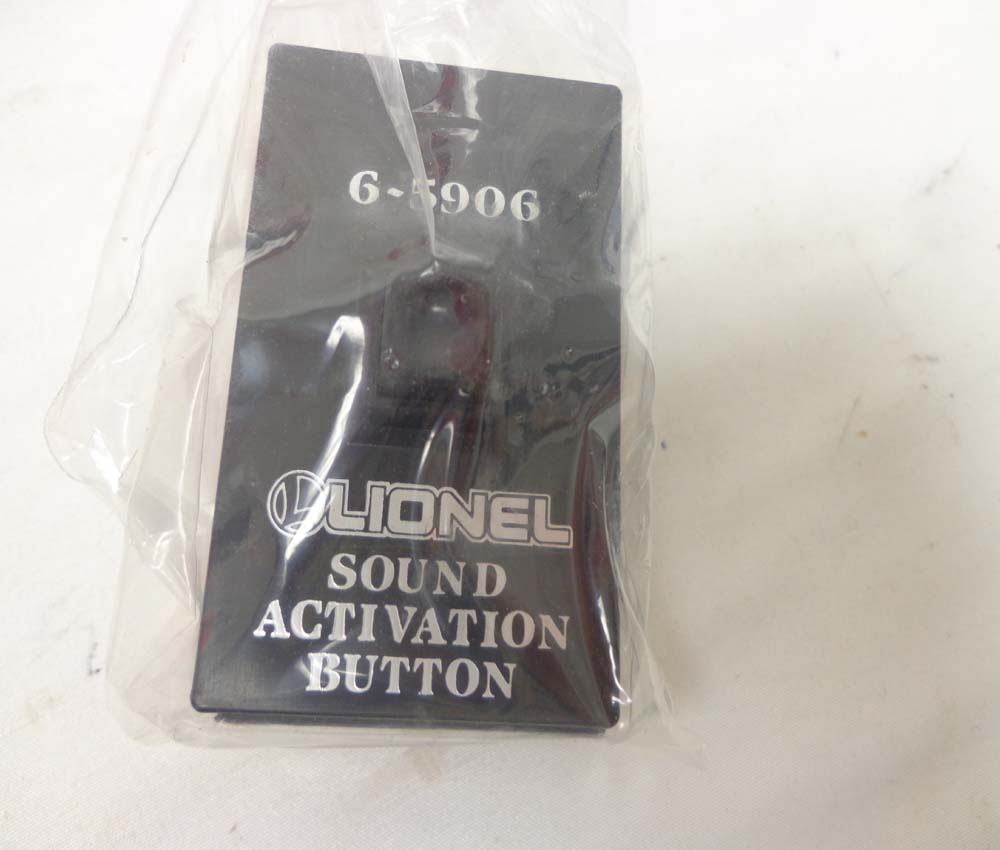 6-5906
LIONEL
SOUND
ACTIVATION
BUTTON